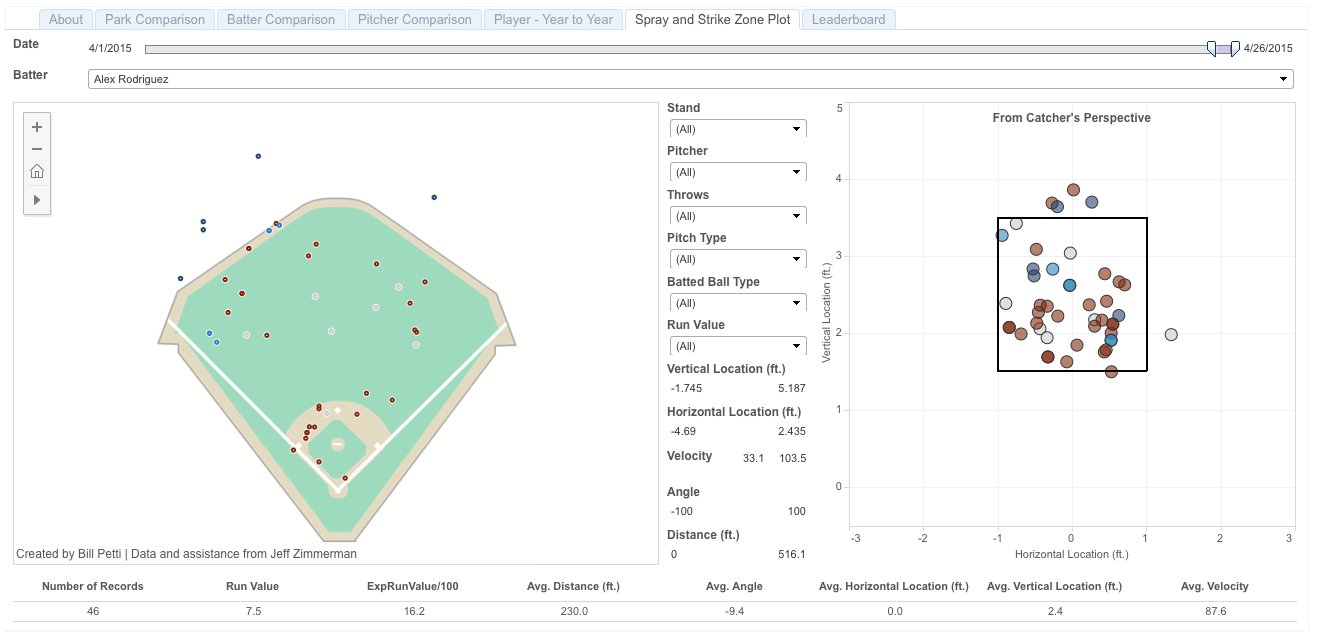 About Park Comparison Batter Comparison Pitcher Comparison Player - Year to Year Spray and Strike Zone Plot Leaderboard
Date 4/1/2015 4/26/2015
Batter Alex Rodriguez
+
−
Created by Bill Petti | Data and assistance from Jeff Zimmerman
Stand
(All)
Pitcher
(All)
Throws
(All)
Pitch Type
(All)
Batted Ball Type
(All)
Run Value
(All)
Vertical Location (ft.)
-1.745 5.187
Horizontal Location (ft.)
-4.69 2.435
Velocity 33.1 103.5
Angle
-100 100
Distance (ft.)
0 516.1
From Catcher's Perspective
5
4
3
2
1
0
Vertical Location (ft.)
-3 -2 -1 0 1 2 3
Horizontal Location (ft.)
Number of Records Run Value ExpRunValue/100 Avg. Distance (ft.) Avg. Angle Avg. Horizontal Location (ft.) Avg. Vertical Location (ft.) Avg. Velocity
46 7.5 16.2 230.0 -9.4 0.0 2.4 87.6